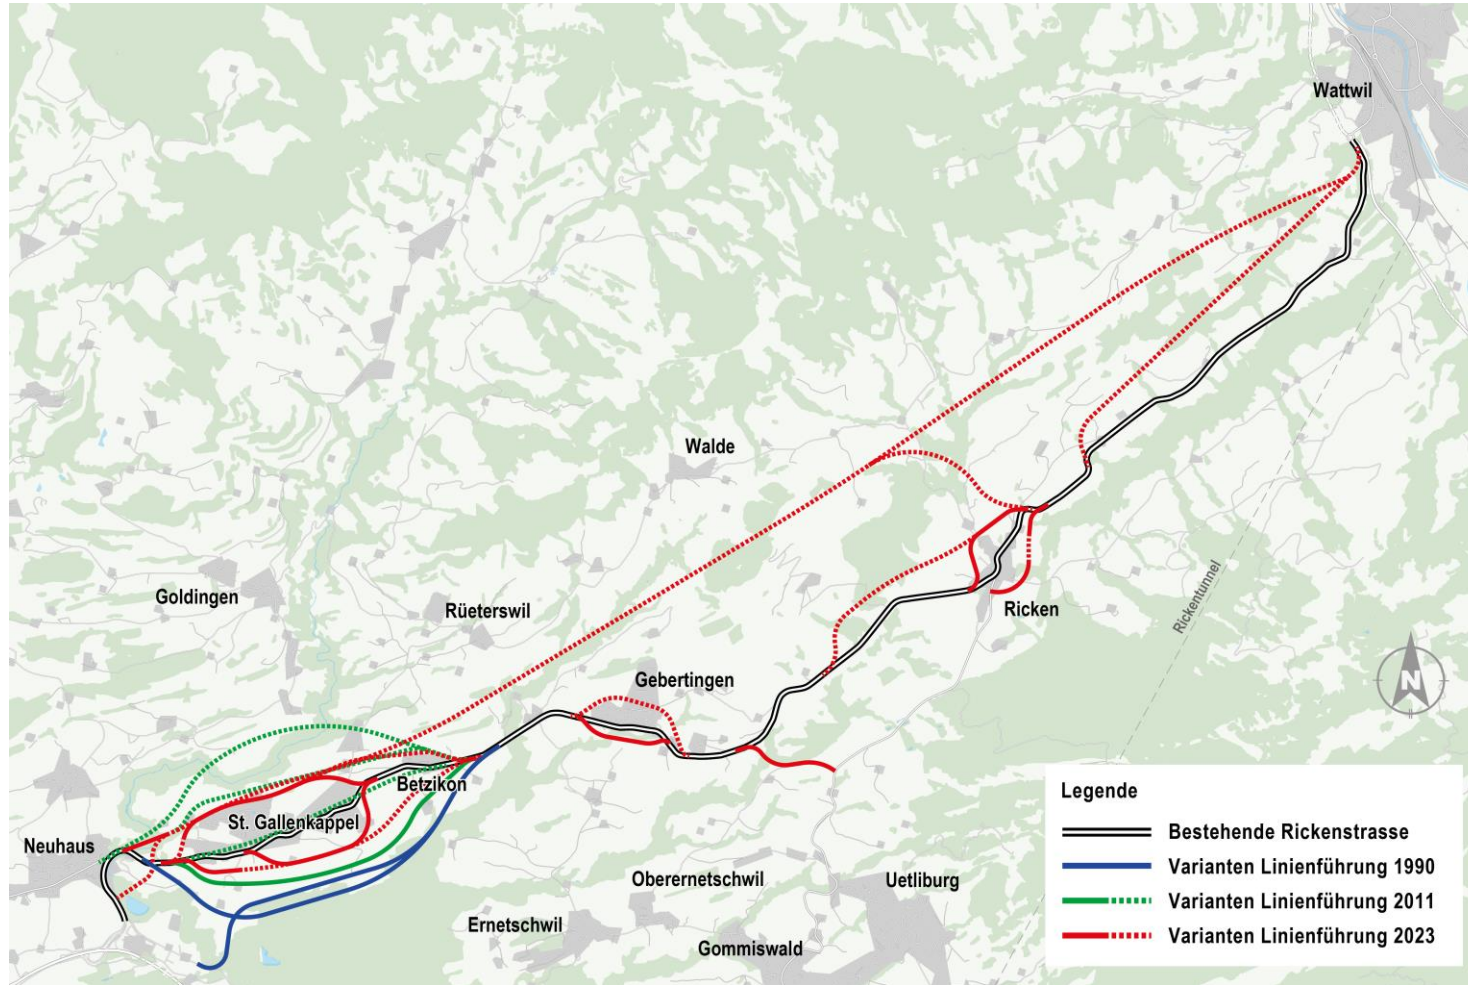 Wattwil
Walde
Goldingen
Rüeterswil
Ricken
Rickentunnel
Gebertingen
N
Betzikon
St. Gallenkappel
Neuhaus
Oberernetschwil
Uetliburg
Ernetschwil
Gommiswald
Legende
Bestehende Rickenstrasse
Varianten Linienführung 1990
Varianten Linienführung 2011
Varianten Linienführung 2023